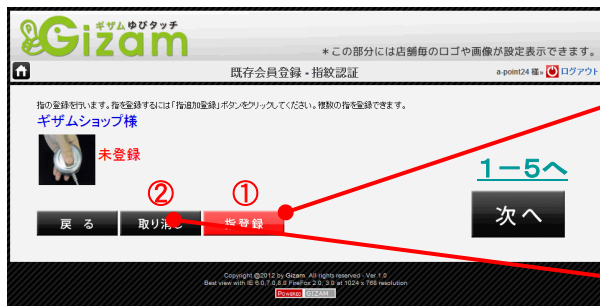 ギザムゆびタッチ
Gizam
＊この部分には店舗毎のロゴや画像が設定表示できます。
既存会員登録 - 指紋認証
a-point24 様» ログアウト
指の登録を行います。指を登録するには「指追加登録」ボタンをクリックしてください。複数の指を登録できます。
ギザムショップ様
未登録
1－5へ
② ①
戻 る 取り消し 指登録 次 へ
Copyright @2012 by Gizam. All rights reserved - Ver 1.0
Best view with IE 6.0,7.0,8.0 FireFox 2.0, 3.0 at 1024 x 768 resolution
Powered GIZAM